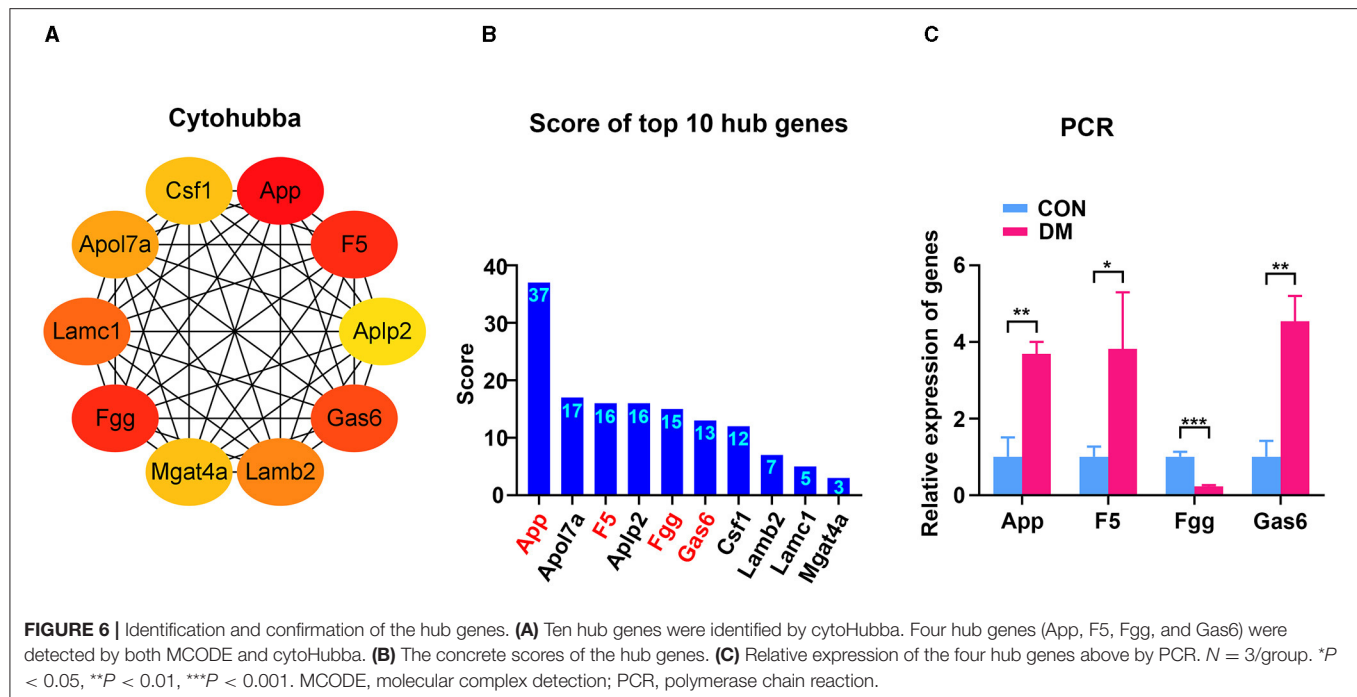 A
B
C
Cytohubba
Csf1
App
Apol7a
F5
Lamc1
Aplp2
Fgg
Gas6
Mgat4a
Lamb2
Score of top 10 hub genes
Score
40
30
20
10
0
37
17
16
16
15
13
12
7
5
3
App
Apol7a
F5
Aplp2
Fgg
Gas6
Csf1
Lamb2
Lamc1
Mgat4a
PCR
CON
DM
Relative expression of genes
6
4
2
0
**
*
***
**
App
F5
Fgg
Gas6
FIGURE 6 | Identification and confirmation of the hub genes. (A) Ten hub genes were identified by cytoHubba. Four hub genes (App, F5, Fgg, and Gas6) were
detected by both MCODE and cytoHubba. (B) The concrete scores of the hub genes. (C) Relative expression of the four hub genes above by PCR. N = 3/group. *P
< 0.05, **P < 0.01, ***P < 0.001. MCODE, molecular complex detection; PCR, polymerase chain reaction.